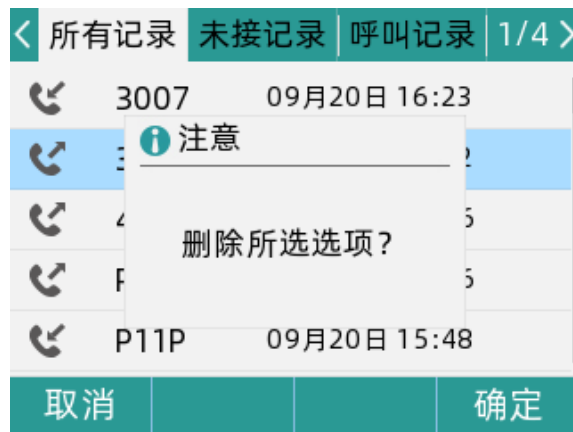 所有记录 未接记录 呼叫记录 1/4
3007 09月20日 16:23
注意
删除所选选项?
P11P 09月20日 15:48
取消 确定